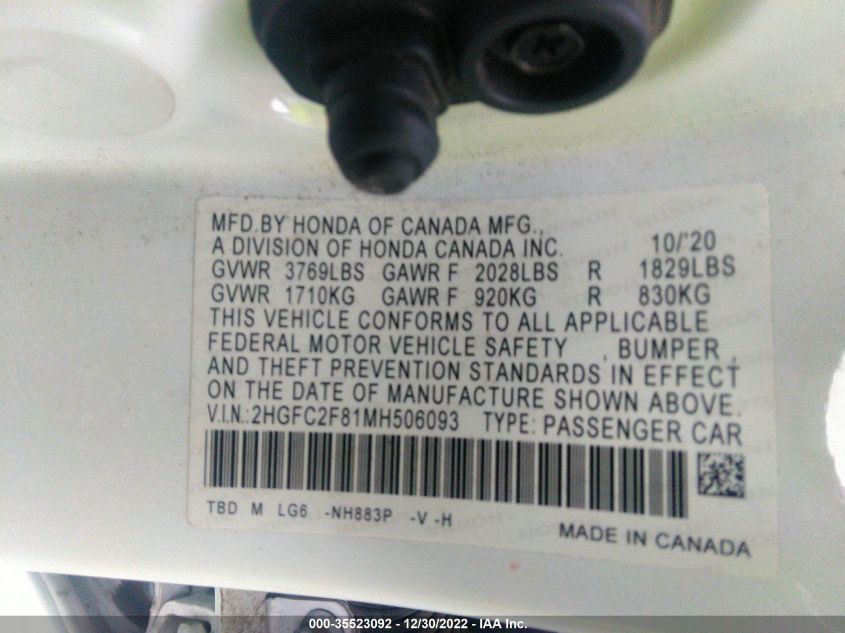 MFD.BY HONDA OF CANADA MFG.,
A DIVISION OF HONDA CANADA INC. 10/'20
GVWR 3769LBS GAWR F 2028LBS R 1829LBS
GVWR 1710KG GAWR F 920KG R 830KG
THIS VEHICLE CONFORMS TO ALL APPLICABLE
FEDERAL MOTOR VEHICLE SAFETY , BUMPER ,
AND THEFT PREVENTION STANDARDS IN EFFECT
ON THE DATE OF MANUFACTURE SHOWN ABOVE.
V.I.N.:2HGFC2F81MH506093 TYPE: PASSENGER CAR
TBD M LG6 -NH883P -V -H
MADE IN CANADA
000-35523092 - 12/30/2022 - IAA Inc.